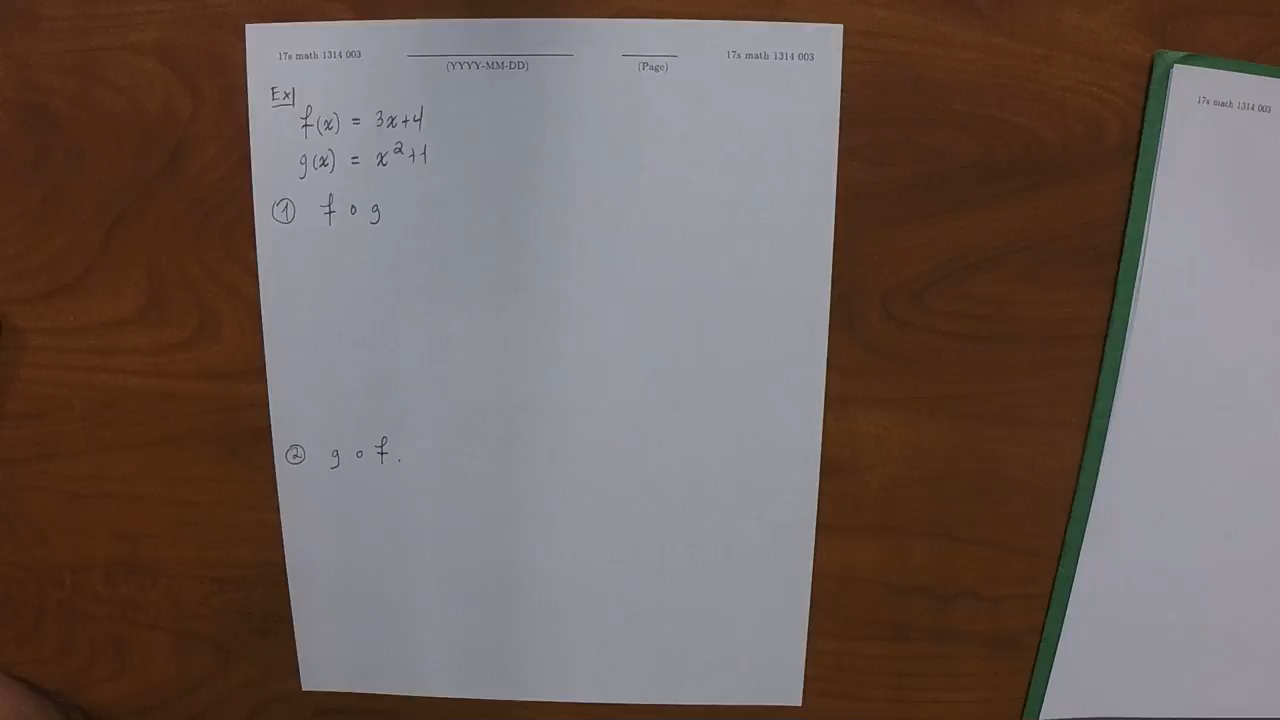 17s math 1314 003
(YYYY-MM-DD)
(Page)
17s math 1314 003
Ex|
f(x) = 3x+4
g(x) = x²+1
① f ∘ g
② g ∘ f.
17s math 1314 003